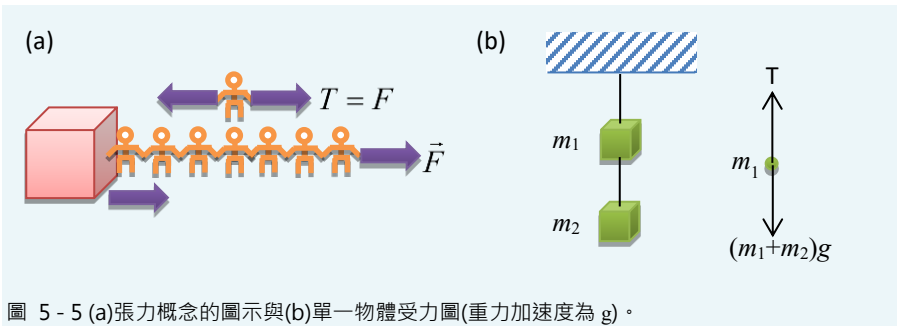 (a)
T = F
F⃗
(b)
m₁
m₂
T
m₁
(m₁+m₂)g
圖 5 - 5 (a)張力概念的圖示與(b)單一物體受力圖(重力加速度為 g)。